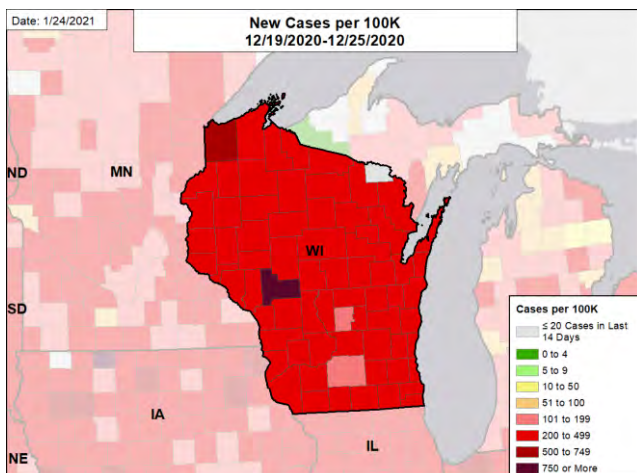 Date: 1/24/2021
New Cases per 100K
12/19/2020-12/25/2020
ND
MN
WI
SD
IA
IL
NE
Cases per 100K
≤ 20 Cases in Last
14 Days
0 to 4
5 to 9
10 to 50
51 to 100
101 to 199
200 to 499
500 to 749
750 or More